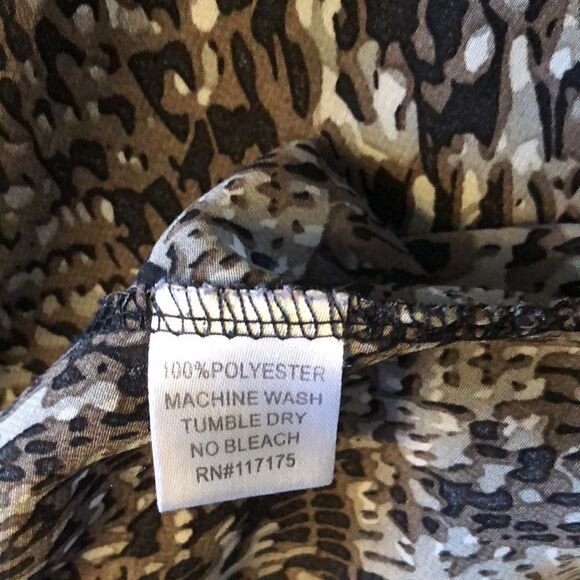 100%POLYESTER
MACHINE WASH
TUMBLE DRY
NO BLEACH
RN#117175